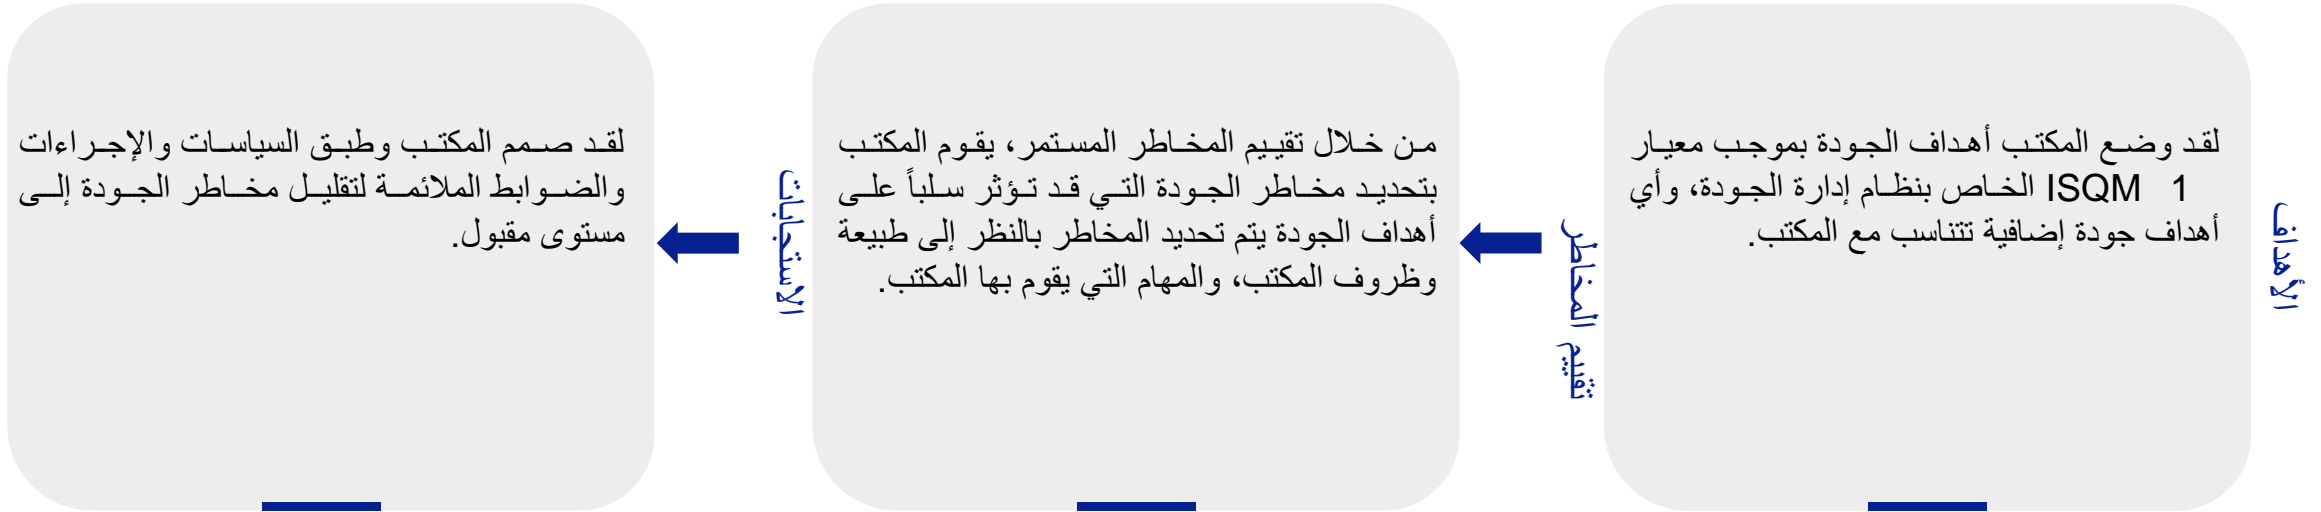 الأهداف
لقد وضع المكتب أهداف الجودة بموجب معيار
ISQM 1 الخاص بنظام إدارة الجودة، وأي
أهداف جودة إضافية تتناسب مع المكتب.
تقييم المخاطر
من خلال تقييم المخاطر المستمر، يقوم المكتب
بتحديد مخاطر الجودة التي قد تؤثر سلباً على
أهداف الجودة يتم تحديد المخاطر بالنظر إلى طبيعة
وظروف المكتب، والمهام التي يقوم بها المكتب.
الاستجابات
لقد صمم المكتب وطبق السياسات والإجراءات
والضوابط الملائمة لتقليل مخاطر الجودة إلى
مستوى مقبول.